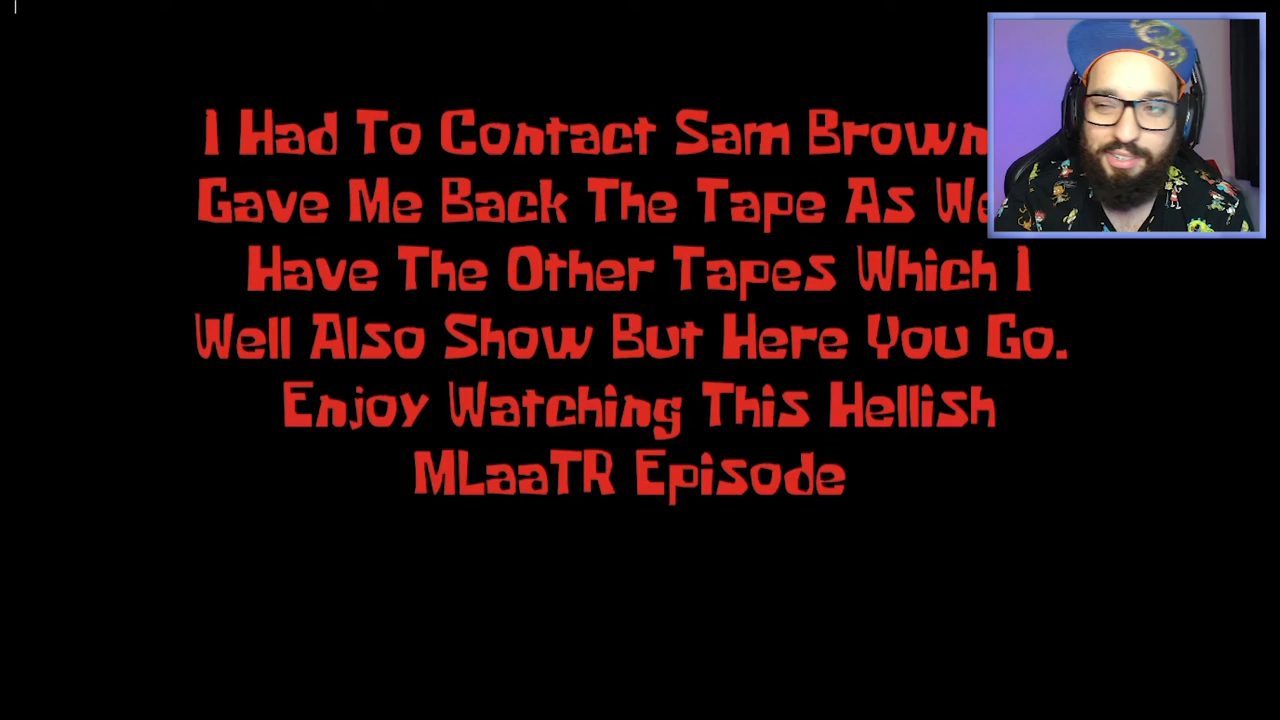 I Had To Contact Sam Brown
Gave Me Back The Tape As
Have The Other Tapes Which I
Well Also Show But Here You Go.
Enjoy Watching This Hellish
MLaaTR Episode